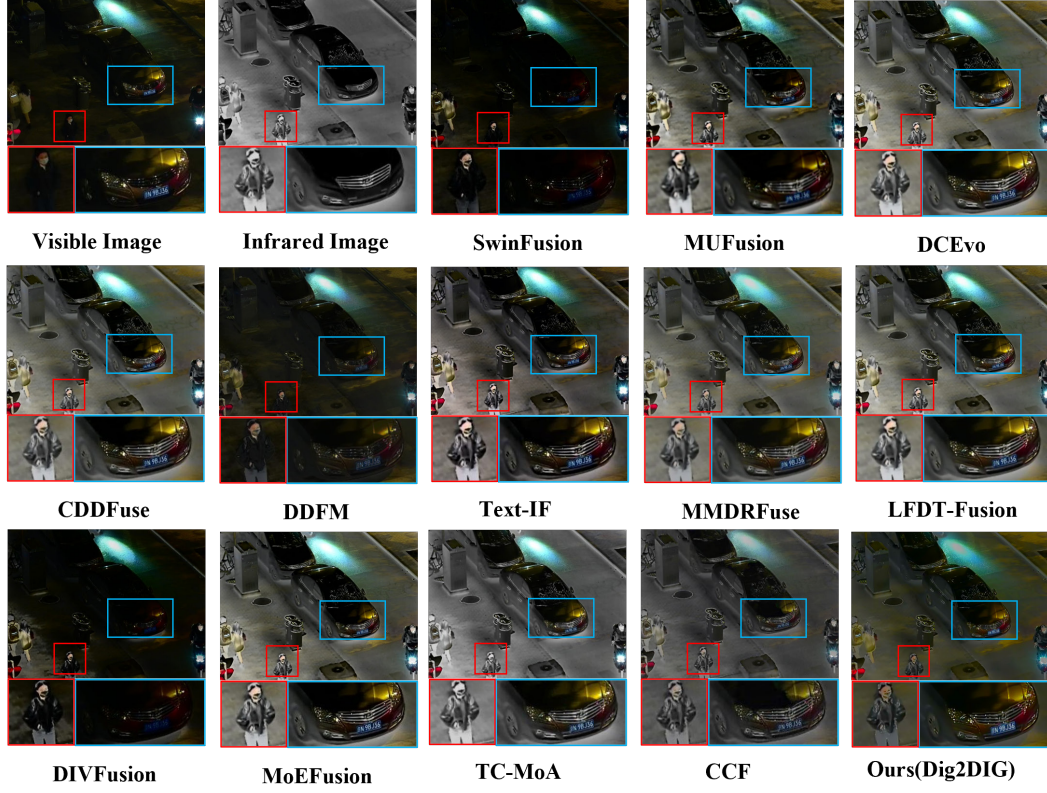 Visible Image
Infrared Image
SwinFusion
MUFusion
DCEvo
CDDFuse
DDFM
Text-IF
MMDRFuse
LFDT-Fusion
DIVFusion
MoEFusion
TC-MoA
CCF
Ours(Dig2DIG)